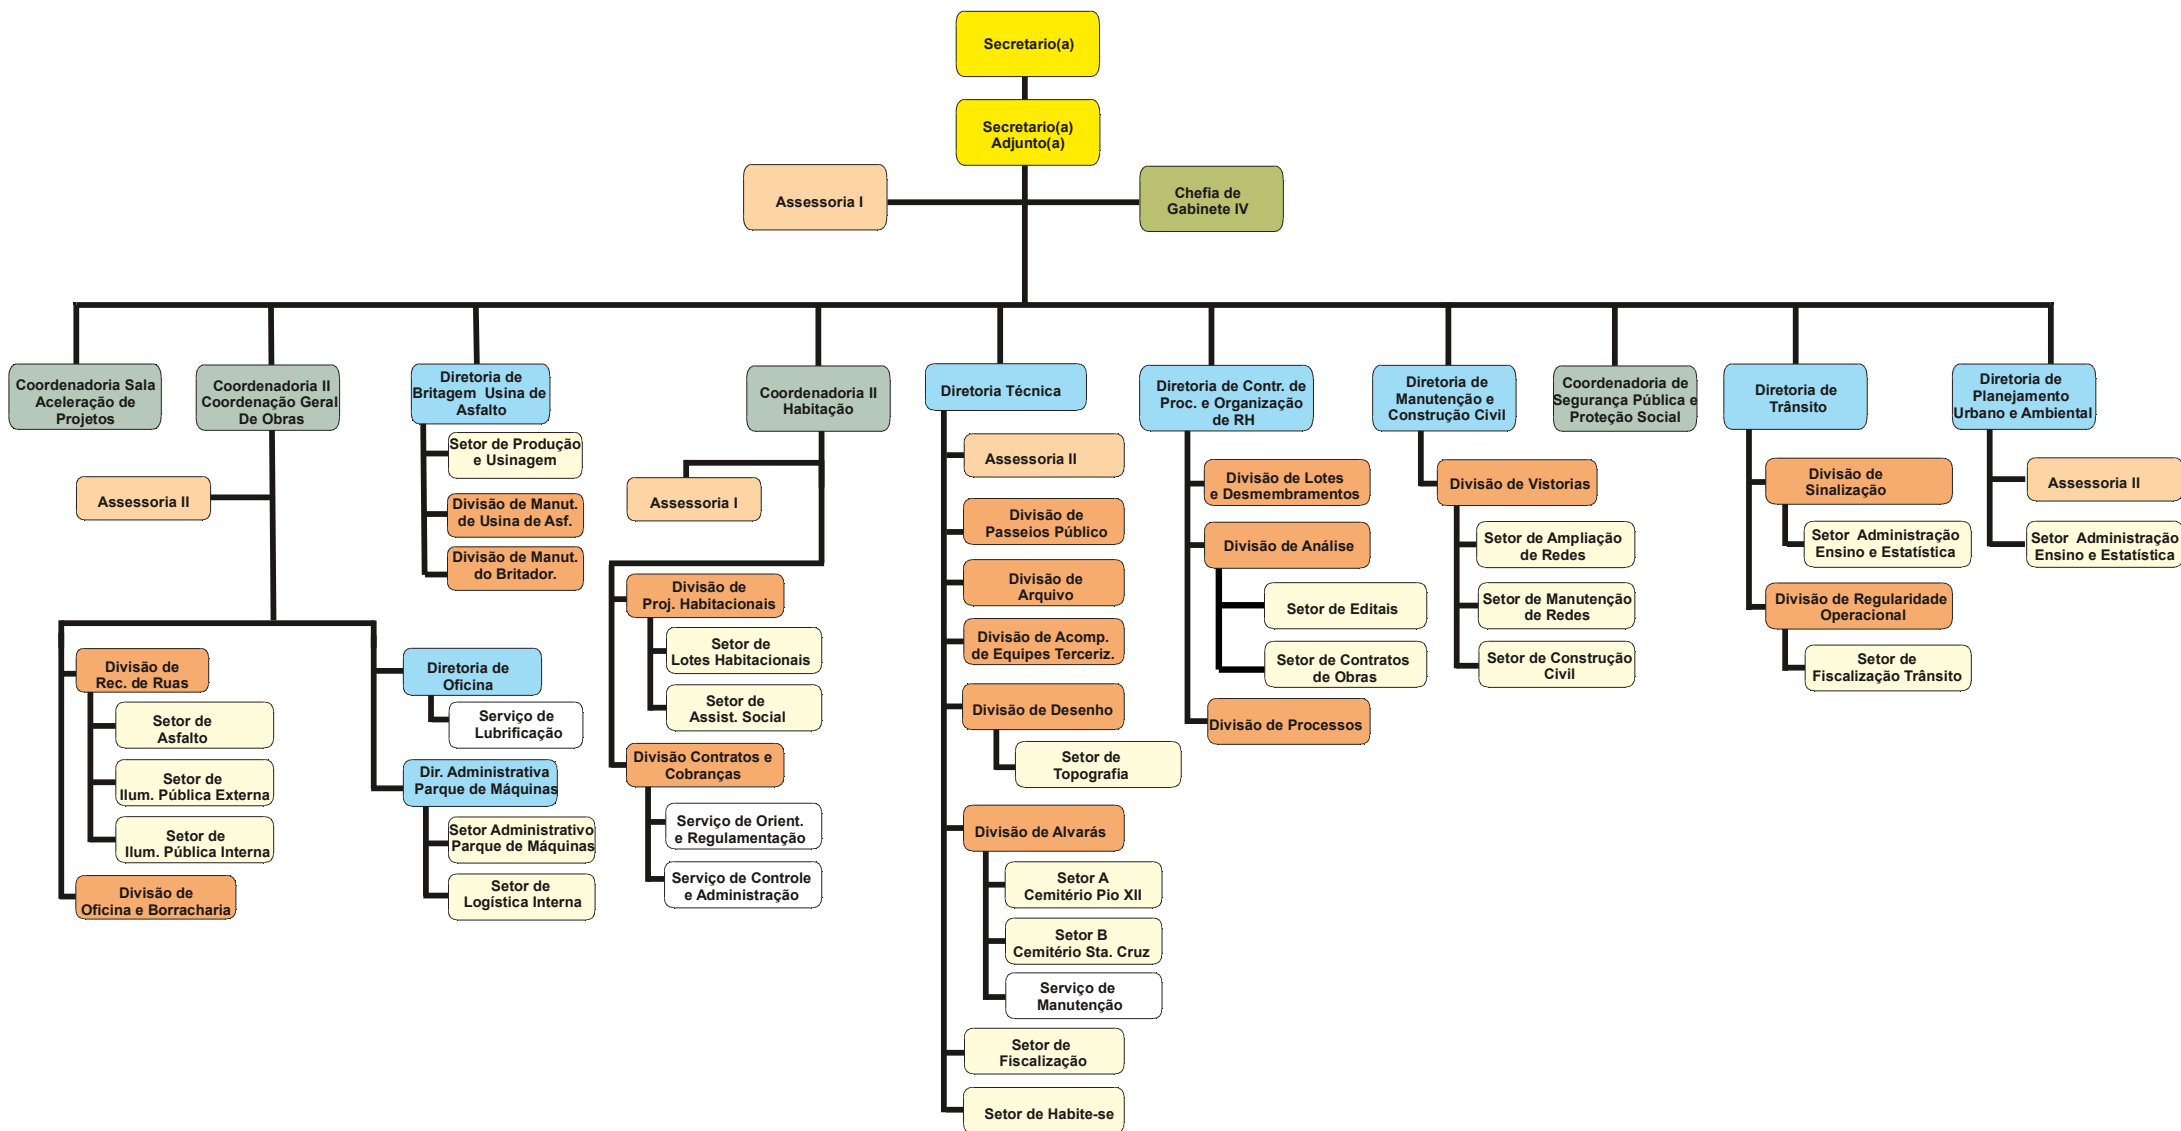 Secretario(a)
Secretario(a)
Adjunto(a)
Assessoria I
Chefia de
Gabinete IV
Coordenadoria Sala
Aceleração de
Projetos
Coordenadoria II
Coordenação Geral
De Obras
Diretoria de
Britagem Usina de
Asfalto
Coordenadoria II
Habitação
Diretoria Técnica
Diretoria de Contr. de
Proc. e Organização
de RH
Diretoria de
Manutenção e
Construção Civil
Coordenadoria de
Segurança Pública e
Proteção Social
Diretoria de
Trânsito
Diretoria de
Planejamento
Urbano e Ambiental
Assessoria II
Divisão de
Rec. de Ruas
Setor de
Asfalto
Setor de
Ilum. Pública Externa
Setor de
Ilum. Pública Interna
Divisão de
Oficina e Borracharia
Diretoria de
Oficina
Serviço de
Lubrificação
Dir. Administrativa
Parque de Máquinas
Setor Administrativo
Parque de Máquinas
Setor de
Logística Interna
Setor de Produção
e Usinagem
Divisão de Manut.
de Usina de Asf.
Divisão de Manut.
do Britador.
Assessoria I
Divisão de
Proj. Habitacionais
Setor de
Lotes Habitacionais
Setor de
Assist. Social
Divisão Contratos e
Cobranças
Serviço de Orient.
e Regulamentação
Serviço de Controle
e Administração
Assessoria II
Divisão de
Passeios Público
Divisão de
Arquivo
Divisão de Acomp.
de Equipes Terceriz.
Divisão de Desenho
Setor de
Topografia
Divisão de Alvarás
Setor A
Cemitério Pio XII
Setor B
Cemitério Sta. Cruz
Serviço de
Manutenção
Setor de
Fiscalização
Setor de Habite-se
Divisão de Lotes
e Desmembramentos
Divisão de Análise
Setor de Editais
Setor de Contratos
de Obras
Divisão de Processos
Divisão de Vistorias
Setor de Ampliação
de Redes
Setor de Manutenção
de Redes
Setor de Construção
Civil
Divisão de
Sinalização
Setor Administração
Ensino e Estatística
Divisão de Regularidade
Operacional
Setor de
Fiscalização Trânsito
Assessoria II
Setor Administração
Ensino e Estatística